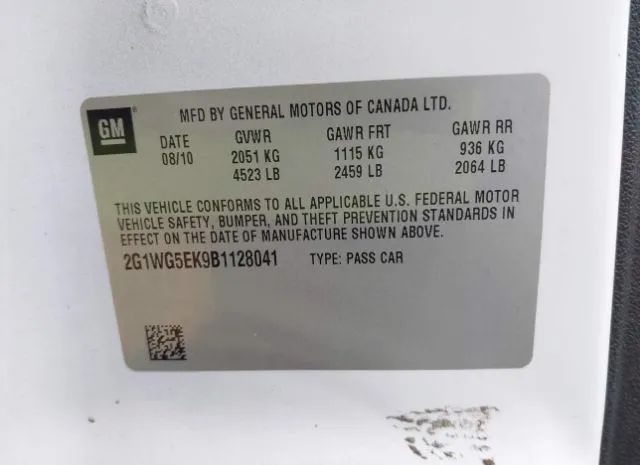 GM
MFD BY GENERAL MOTORS OF CANADA LTD.
DATE GVWR GAWR FRT GAWR RR
08/10 2051 KG 1115 KG 936 KG
4523 LB 2459 LB 2064 LB
THIS VEHICLE CONFORMS TO ALL APPLICABLE U.S. FEDERAL MOTOR
VEHICLE SAFETY, BUMPER, AND THEFT PREVENTION STANDARDS IN
EFFECT ON THE DATE OF MANUFACTURE SHOWN ABOVE.
2G1WG5EK9B1128041 TYPE: PASS CAR